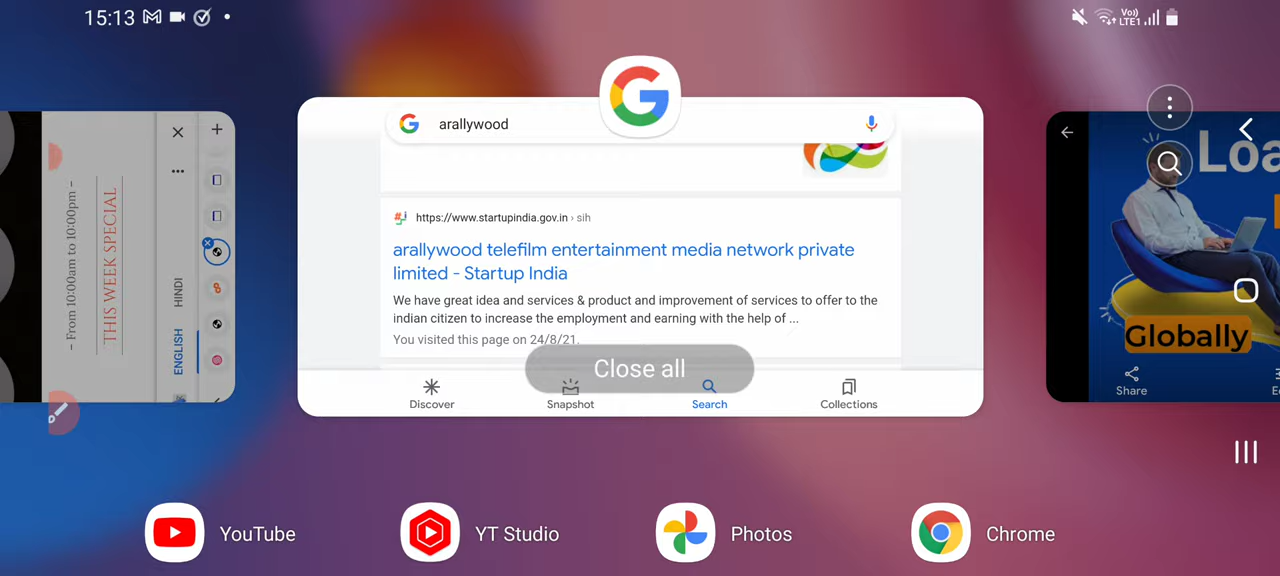 15:13
Vo))
LTE1
– From 10:00am to 10:00pm –
THIS WEEK SPECIAL
HINDI
ENGLISH
arallywood
https://www.startupindia.gov.in › sih
arallywood telefilm entertainment media network private
limited - Startup India
We have great idea and services & product and improvement of services to offer to the
indian citizen to increase the employment and earning with the help of ...
You visited this page on 24/8/21.
Close all
Discover
Snapshot
Search
Collections
Loa
Globally
Share
YouTube
YT Studio
Photos
Chrome